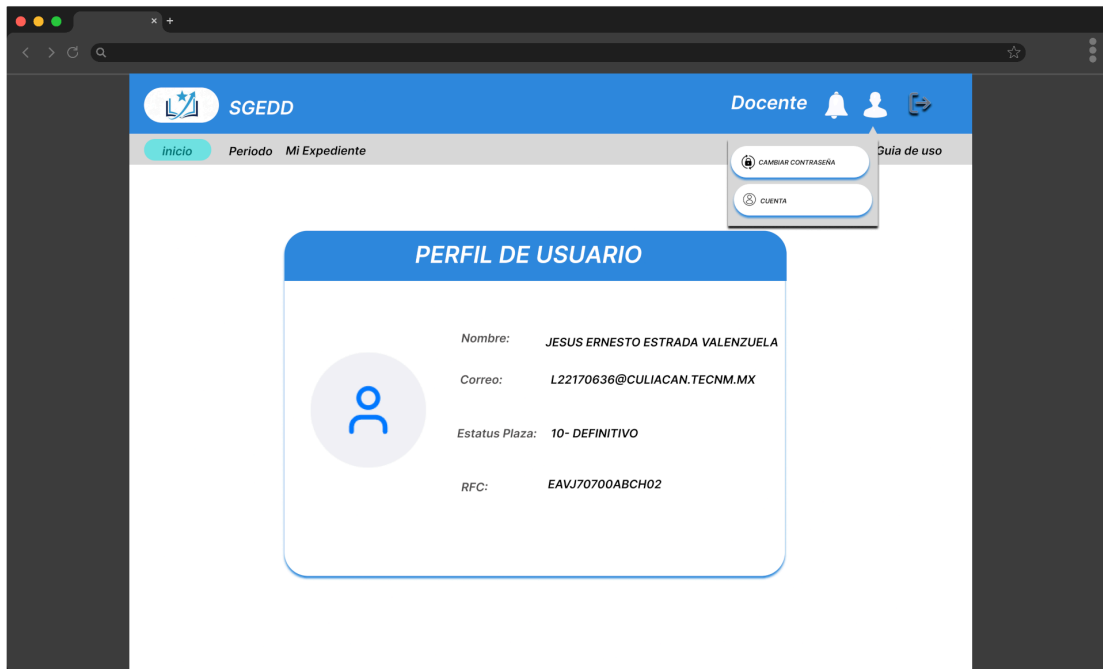 SGEDD
Docente
inicio
Periodo
Mi Expediente
Guia de uso
CAMBIAR CONTRASEÑA
CUENTA
PERFIL DE USUARIO
Nombre: JESUS ERNESTO ESTRADA VALENZUELA
Correo: L22170636@CULIACAN.TECNM.MX
Estatus Plaza: 10- DEFINITIVO
RFC: EAVJ70700ABCH02